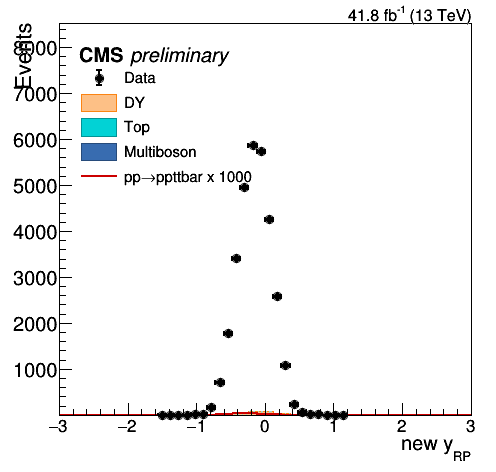 41.8 fb⁻¹ (13 TeV)
Events
CMS preliminary
Data
DY
Top
Multiboson
pp→ppttbar x 1000
8000
7000
6000
5000
4000
3000
2000
1000
−3 −2 −1 0 1 2 3
new y_RP